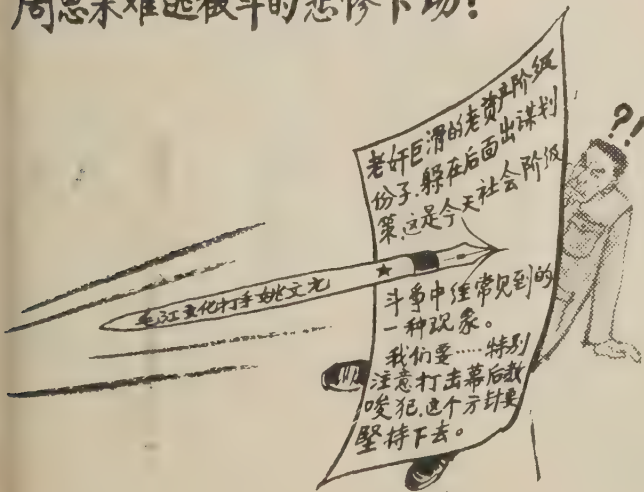 周恩来难逃被斗的悲惨下场!
?!
老奸巨滑的老资产阶级
份子.躲在后面出谋划
策,这是今天社会阶级
斗争中经常见到的
一种现象。
我们要……特别
注意打击幕后教
唆犯,这个方针要
坚持下去。
毛江文化打手姚文元